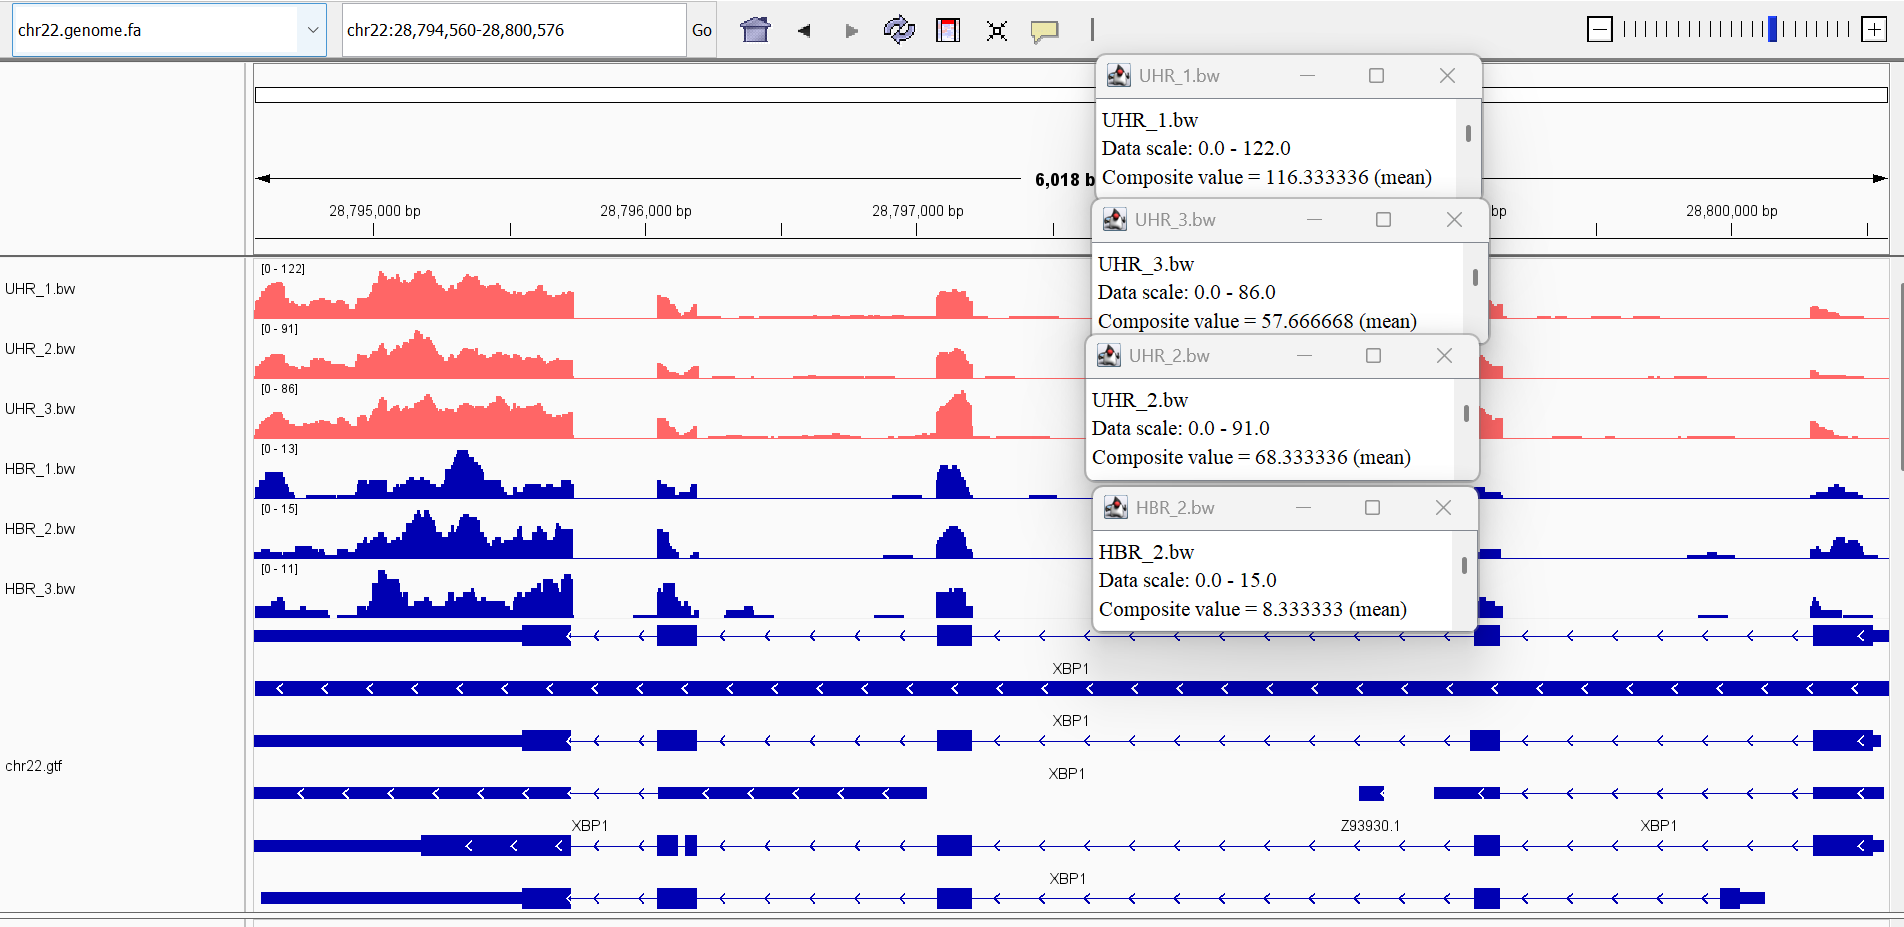 chr22.genome.fa
chr22:28,794,560-28,800,576
Go
UHR_1.bw
UHR_1.bw
Data scale: 0.0 - 122.0
Composite value = 116.333336 (mean)
6,018 b
28,795,000 bp
28,796,000 bp
28,797,000 bp
bp
28,800,000 bp
UHR_3.bw
UHR_3.bw
Data scale: 0.0 - 86.0
Composite value = 57.666668 (mean)
UHR_2.bw
UHR_2.bw
Data scale: 0.0 - 91.0
Composite value = 68.333336 (mean)
HBR_2.bw
HBR_2.bw
Data scale: 0.0 - 15.0
Composite value = 8.333333 (mean)
UHR_1.bw
[0 - 122]
UHR_2.bw
[0 - 91]
UHR_3.bw
[0 - 86]
HBR_1.bw
[0 - 13]
HBR_2.bw
[0 - 15]
HBR_3.bw
[0 - 11]
XBP1
XBP1
chr22.gtf
XBP1
XBP1
Z93930.1
XBP1
XBP1